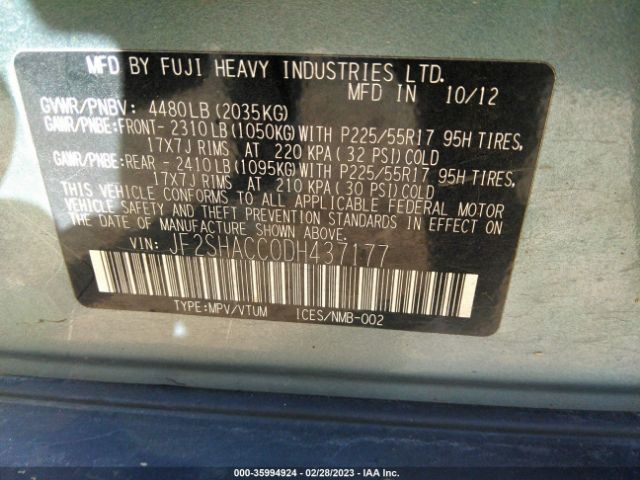 MFD BY FUJI HEAVY INDUSTRIES LTD.
MFD IN 10/12
GVWR/PNBV: 4480LB (2035KG)
GAWR/PNBE:FRONT- 2310LB(1050KG)WITH P225/55R17 95H TIRES,
17X7J RIMS AT 220 KPA ( 32 PSI)COLD
GAWR/PNBE:REAR - 2410LB(1095KG)WITH P225/55R17 95H TIRES,
17X7J RIMS AT 210 KPA ( 30 PSI)COLD
THIS VEHICLE CONFORMS TO ALL APPLICABLE FEDERAL MOTOR
VEHICLE SAFETY AND THEFT PREVENTION STANDARDS IN
EFFECT ON THE DATE OF MANUFACTURE SHOWN ABOVE.
VIN: JF2SHACC0DH437177
TYPE:MPV/VTUM ICES/NMB-002
000-35994924 | 02/28/2023 | IAA Inc.